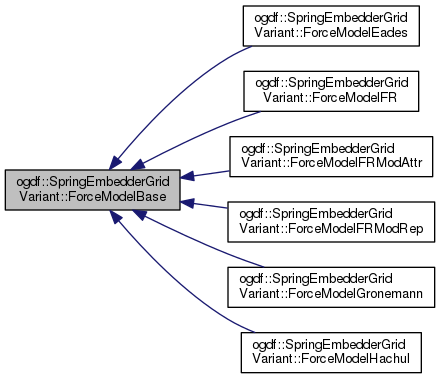 ogdf::SpringEmbedderGrid
Variant::ForceModelEades
ogdf::SpringEmbedderGrid
Variant::ForceModelFR
ogdf::SpringEmbedderGrid
Variant::ForceModelFRModAttr
ogdf::SpringEmbedderGrid
Variant::ForceModelBase
ogdf::SpringEmbedderGrid
Variant::ForceModelFRModRep
ogdf::SpringEmbedderGrid
Variant::ForceModelGronemann
ogdf::SpringEmbedderGrid
Variant::ForceModelHachul